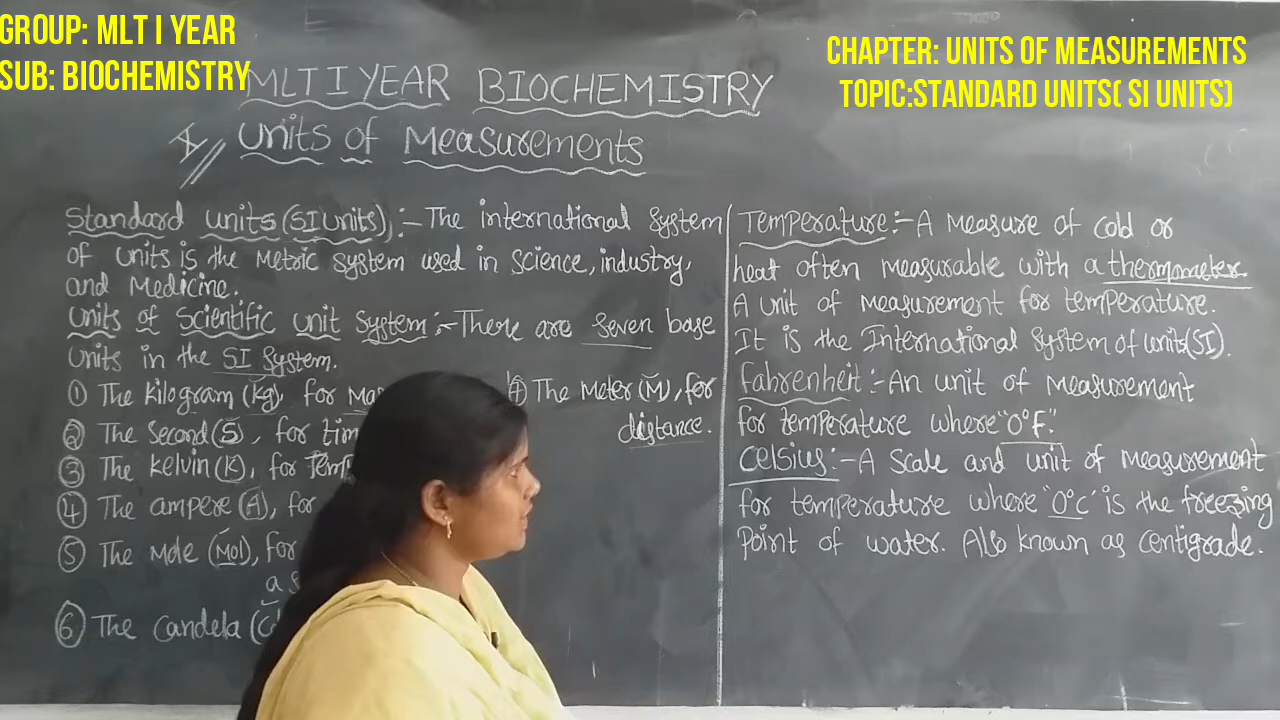 GROUP: MLT I YEAR
SUB: BIOCHEMISTRY
CHAPTER: UNITS OF MEASUREMENTS
TOPIC:STANDARD UNITS( SI UNITS)
MLT I YEAR BIOCHEMISTRY
Units of Measurements
Standard units (SI Units) :- The international System
of units is the Metric System used in Science, industry,
and Medicine.
Units of Scientific unit System :- There are Seven base
Units in the SI System.
① The kilogram (kg), for Mas
② The Second (S), for tim
③ The kelvin (K), for Temp
④ The ampere (A), for
⑤ The Mole (Mol), for
a s
⑥ The Candela (C
The Meter (M), for
distance.
Temperature :- A Measure of cold or
heat often Measurable with a thermometer.
A unit of Measurement for temperature.
It is the International System of units (SI).
Fahrenheit :- An unit of Measurement
for temperature where "0°F".
Celsius :- A Scale and unit of Measurement
for temperature where "0°C" is the freezing
Point of water. Also known as centigrade.